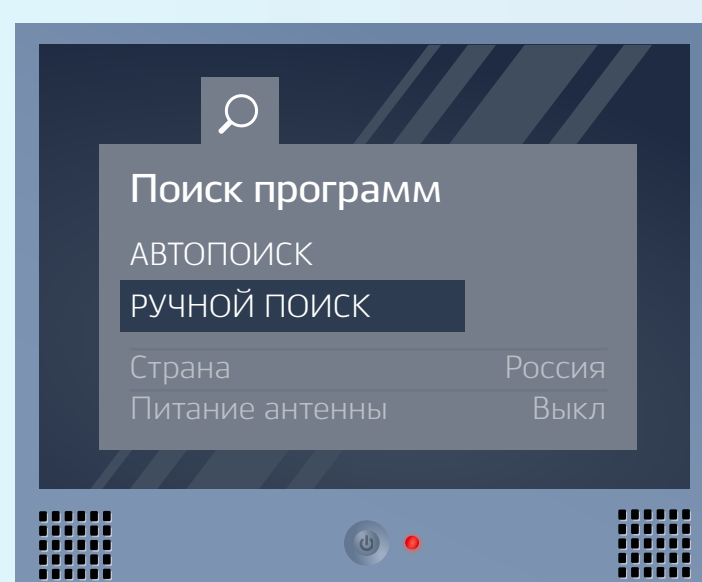 Поиск программ
АВТОПОИСК
РУЧНОЙ ПОИСК
Страна Россия
Питание антенны Выкл